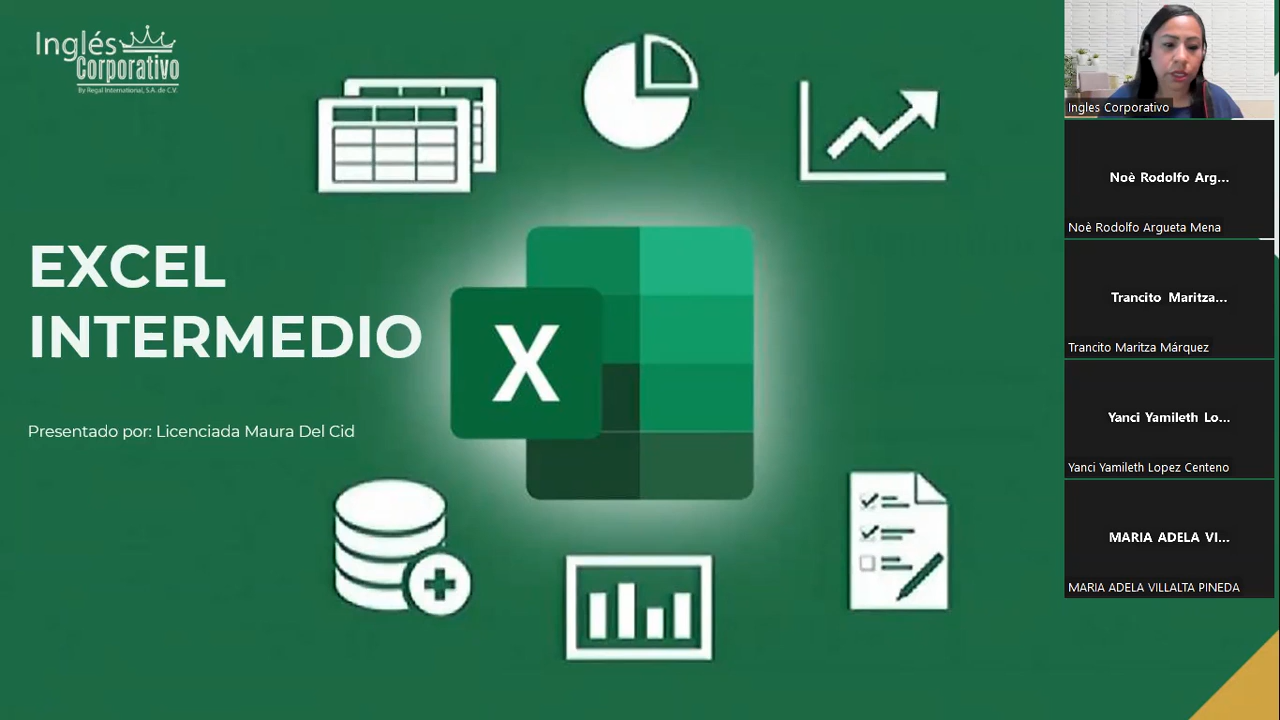 Inglés
Corporativo
By Regal International, S.A. de C.V.
EXCEL
INTERMEDIO
Presentado por: Licenciada Maura Del Cid
X
Ingles Corporativo
Noè Rodolfo Arg...
Noè Rodolfo Argueta Mena
Trancito Maritza...
Trancito Maritza Márquez
Yanci Yamileth Lo...
Yanci Yamileth Lopez Centeno
MARIA ADELA VI...
MARIA ADELA VILLALTA PINEDA